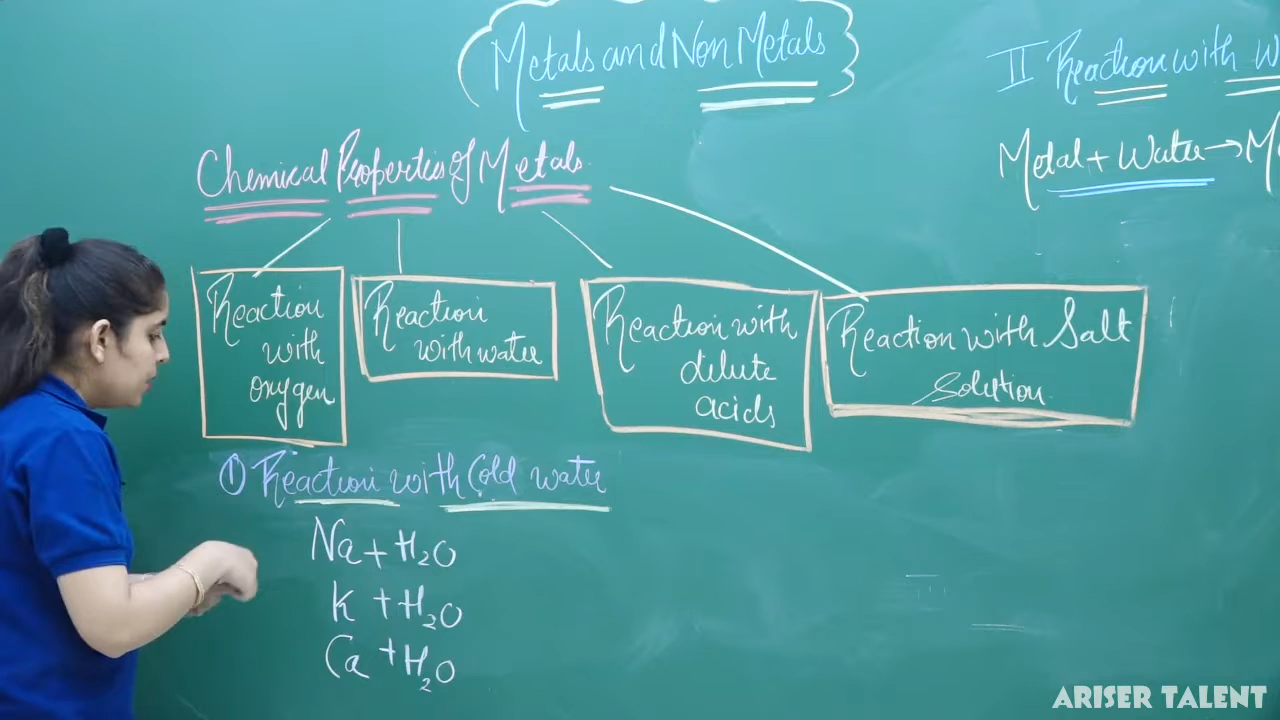 Metals and Non Metals
II Reaction with
Metal + Water →
Chemical Properties of Metals
Reaction
with
oxygen
Reaction
with water
Reaction with
dilute
acids
Reaction with Salt
Solution
① Reaction with Cold water
Na + H₂O
K + H₂O
Ca + H₂O
ARISER TALENT